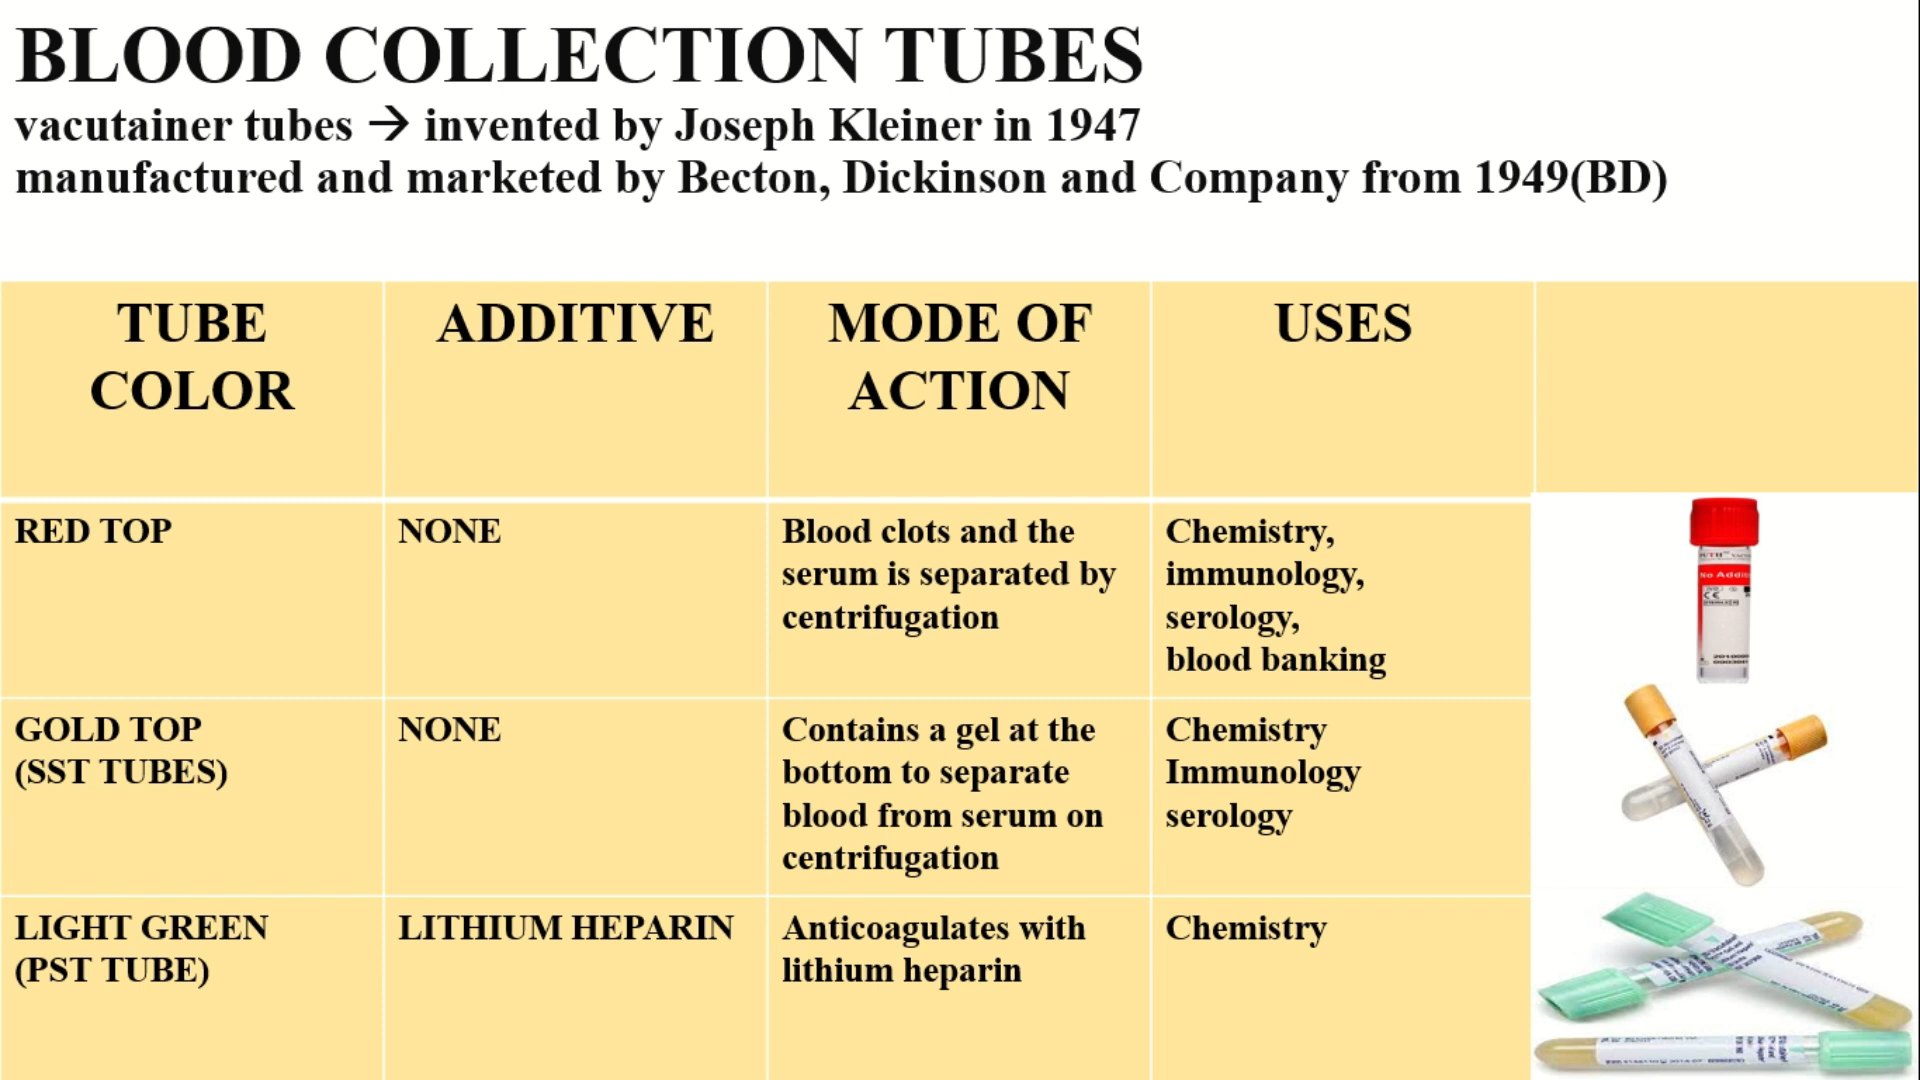 BLOOD COLLECTION TUBES
vacutainer tubes → invented by Joseph Kleiner in 1947
manufactured and marketed by Becton, Dickinson and Company from 1949(BD)
TUBE
COLOR
ADDITIVE
MODE OF
ACTION
USES
RED TOP
NONE
Blood clots and the
serum is separated by
centrifugation
Chemistry,
immunology,
serology,
blood banking
No Addit
GOLD TOP
(SST TUBES)
NONE
Contains a gel at the
bottom to separate
blood from serum on
centrifugation
Chemistry
Immunology
serology
LIGHT GREEN
(PST TUBE)
LITHIUM HEPARIN
Anticoagulates with
lithium heparin
Chemistry